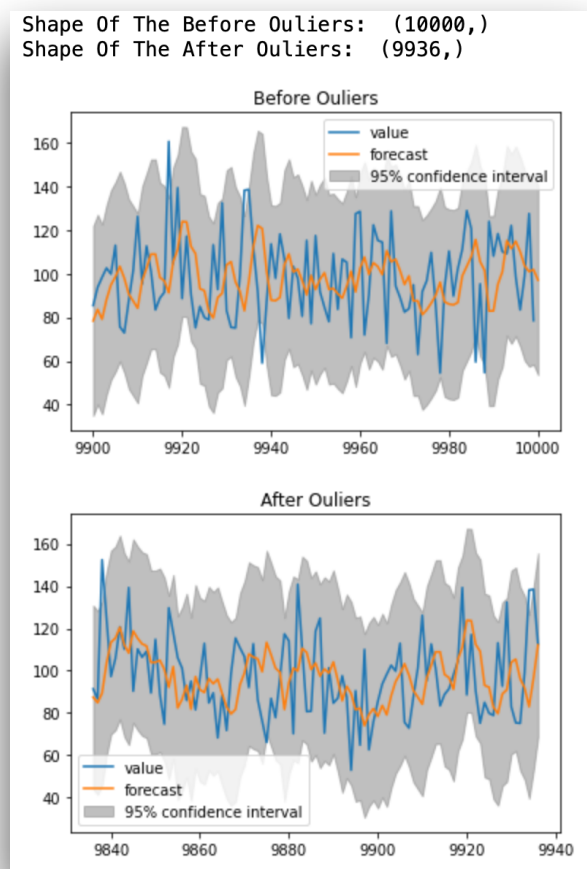 Shape Of The Before Ouliers:  (10000,)
Shape Of The After Ouliers:  (9936,)
Before Ouliers
160
140
120
100
80
60
40
value
forecast
95% confidence interval
9900 9920 9940 9960 9980 10000
After Ouliers
160
140
120
100
80
60
40
value
forecast
95% confidence interval
9840 9860 9880 9900 9920 9940